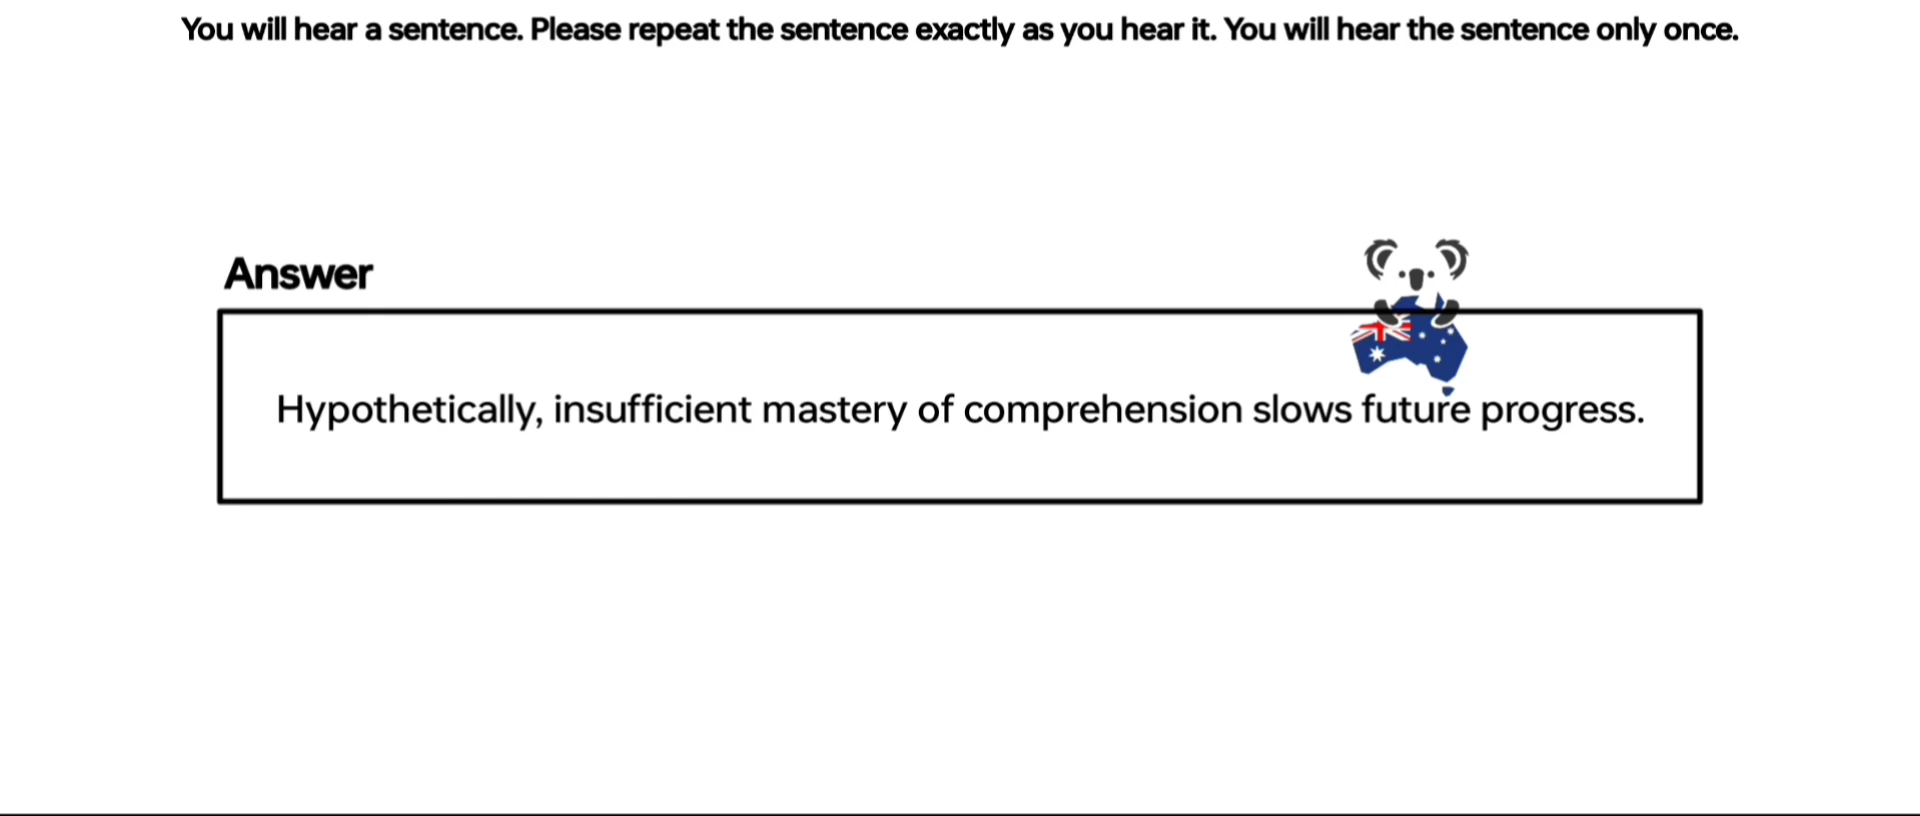 You will hear a sentence. Please repeat the sentence exactly as you hear it. You will hear the sentence only once.
Answer
Hypothetically, insufficient mastery of comprehension slows future progress.